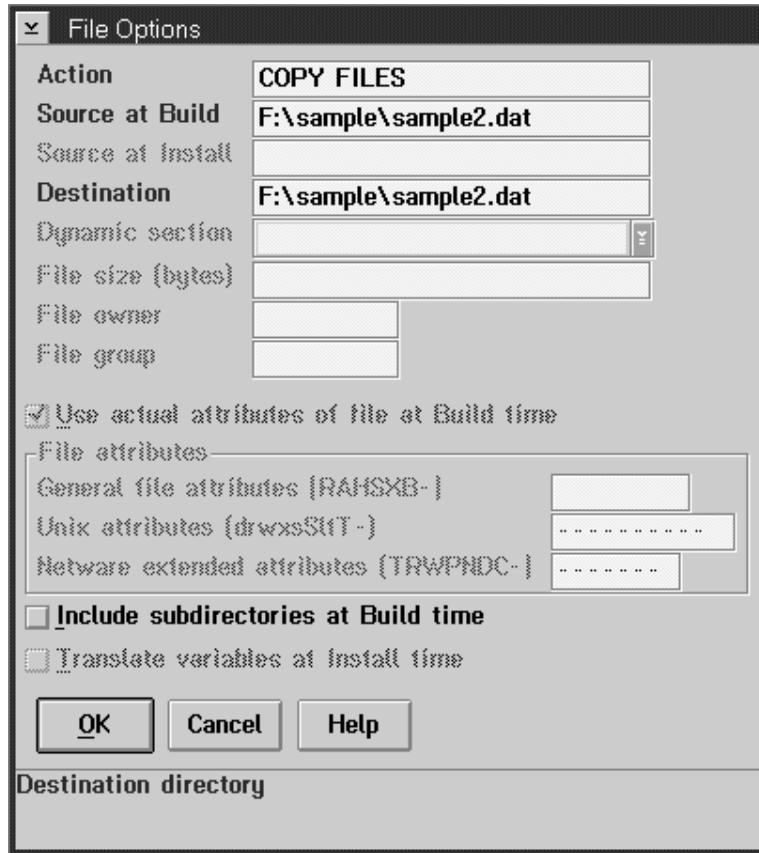 File Options
Action COPY FILES
Source at Build F:\sample\sample2.dat
Source at Install
Destination F:\sample\sample2.dat
Dynamic section
File size (bytes)
File owner
File group
Use actual attributes of file at Build time
File attributes
General file attributes [RAHSXB-]
Unix attributes (drwxsSltT-) ----------
Netware extended attributes (TRWPNDC-) -------
Include subdirectories at Build time
Translate variables at Install time
OK Cancel Help
Destination directory